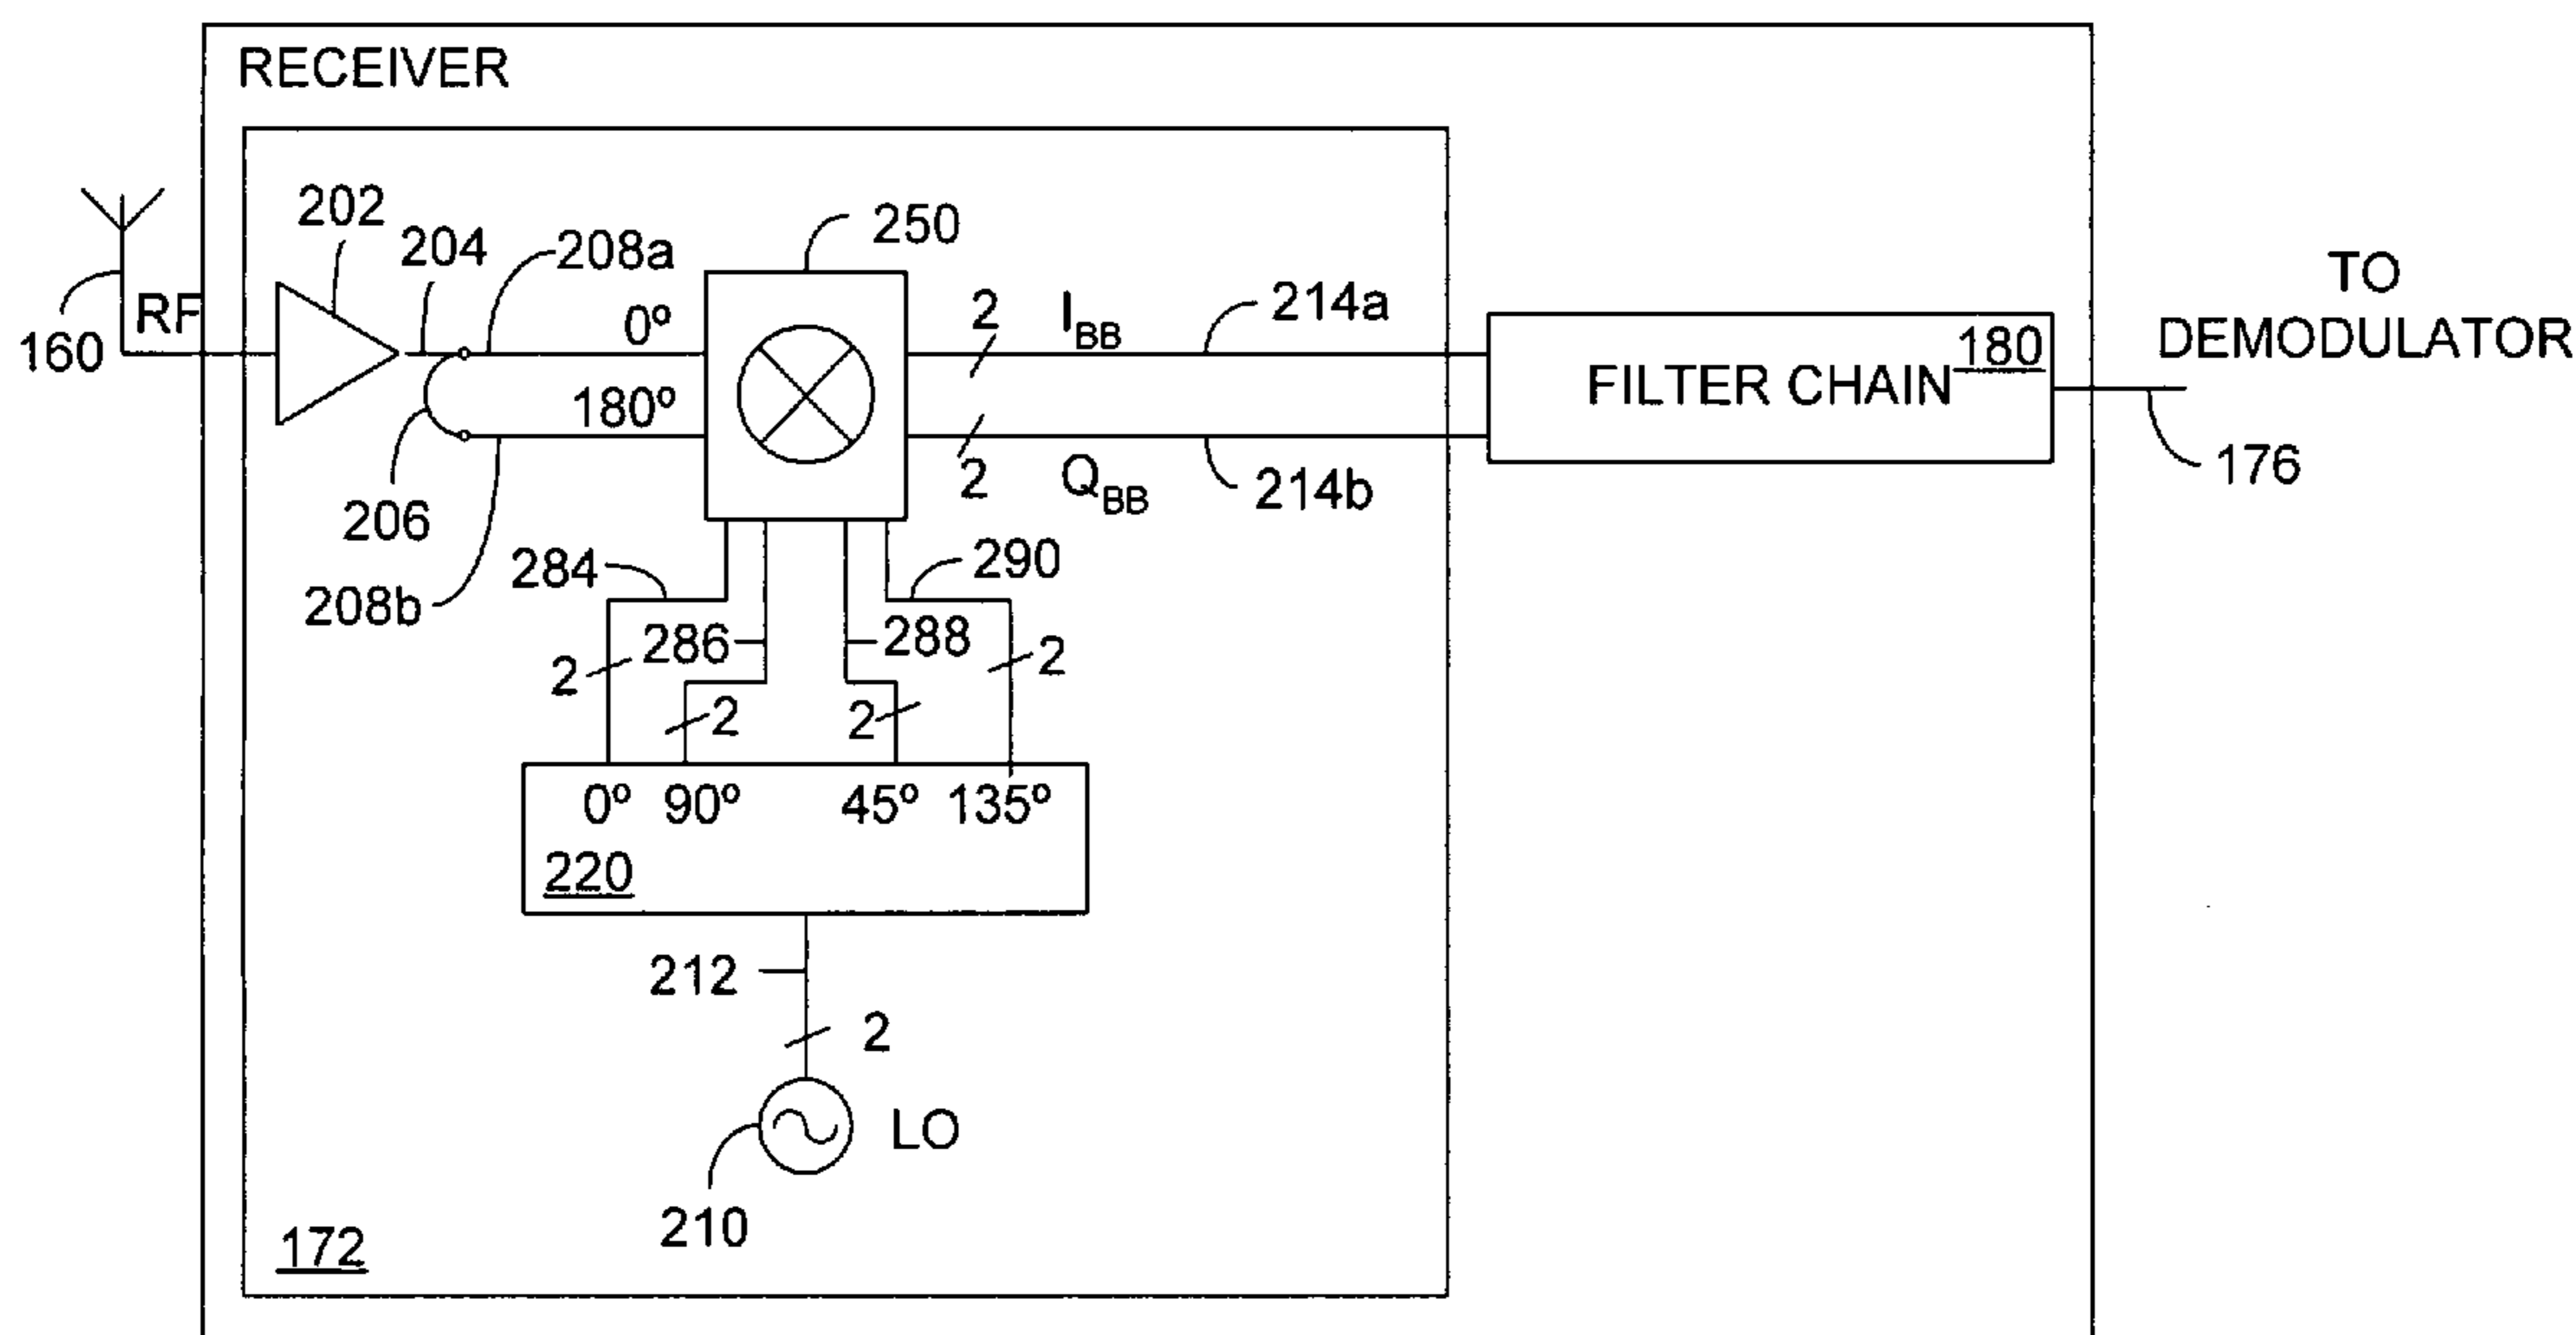 RECEIVER
202
204
208a
250
RF
160
0º
180º
206
208b
2
I_BB
214a
2
Q_BB
214b
FILTER CHAIN
180
TO
DEMODULATOR
176
284
290
286
288
2
2
2
2
0º 90º 45º 135º
220
212
2
LO
210
172